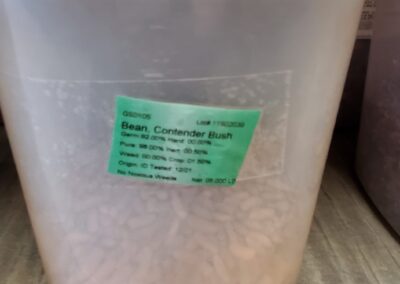 Bean, Contender Bush
Germ: 92.00% Hard: 00.00%
Pure: 98.00% Inert: 00.50%
Weed: 00.00% Crop: 01.50%
Origin: ID Tested: 12/21
No Noxious Weeds Net: